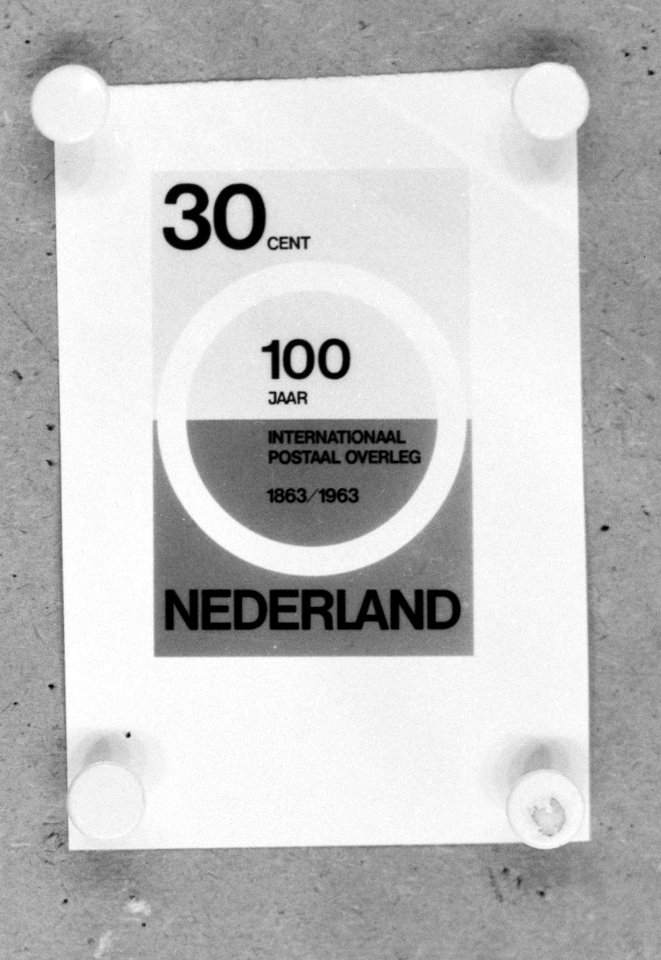 30 CENT
100
JAAR
INTERNATIONAAL
POSTAAL OVERLEG
1863/1963
NEDERLAND